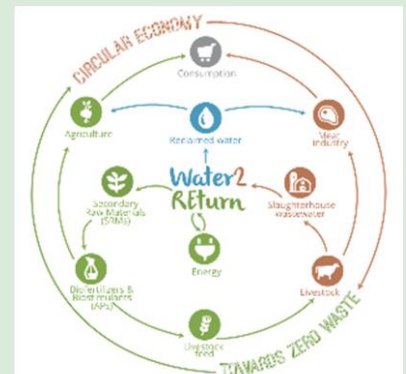 CIRCULAR ECONOMY
Consumption
Agriculture
Reclaimed water
Meat
Industry
Water2
REturn
Secondary
Raw Materials
(SRMs)
Slaughterhouse
wastewater
Energy
Biofertilizers &
Biostimulants
(APs)
Livestock
Livestock
feed
TOWARDS ZERO WASTE